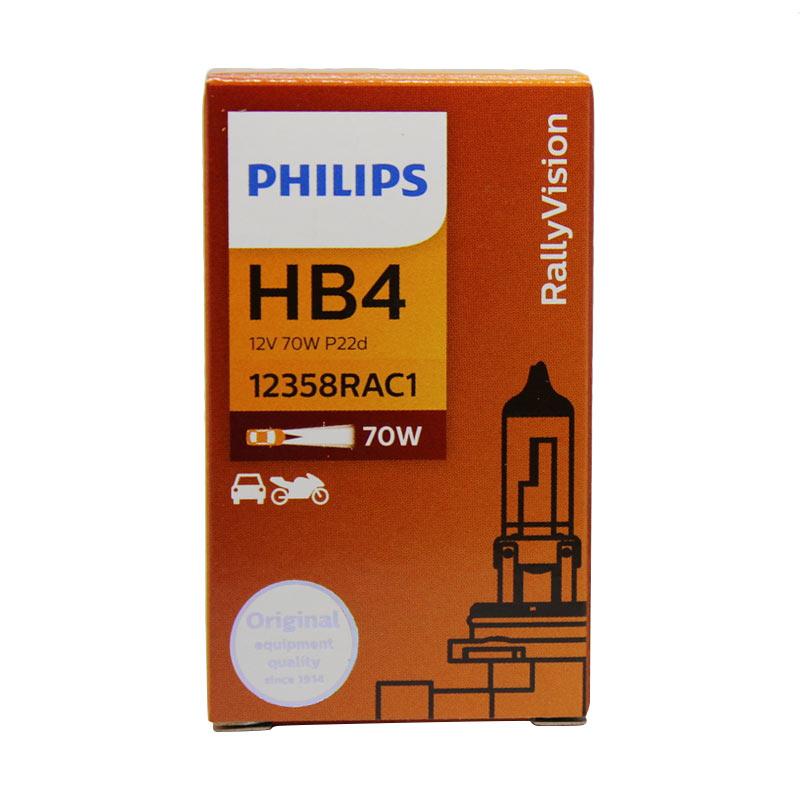 PHILIPS
RallyVision
HB4
12V 70W P22d
12358RAC1
70W
Original
equipment
quality
since 1914